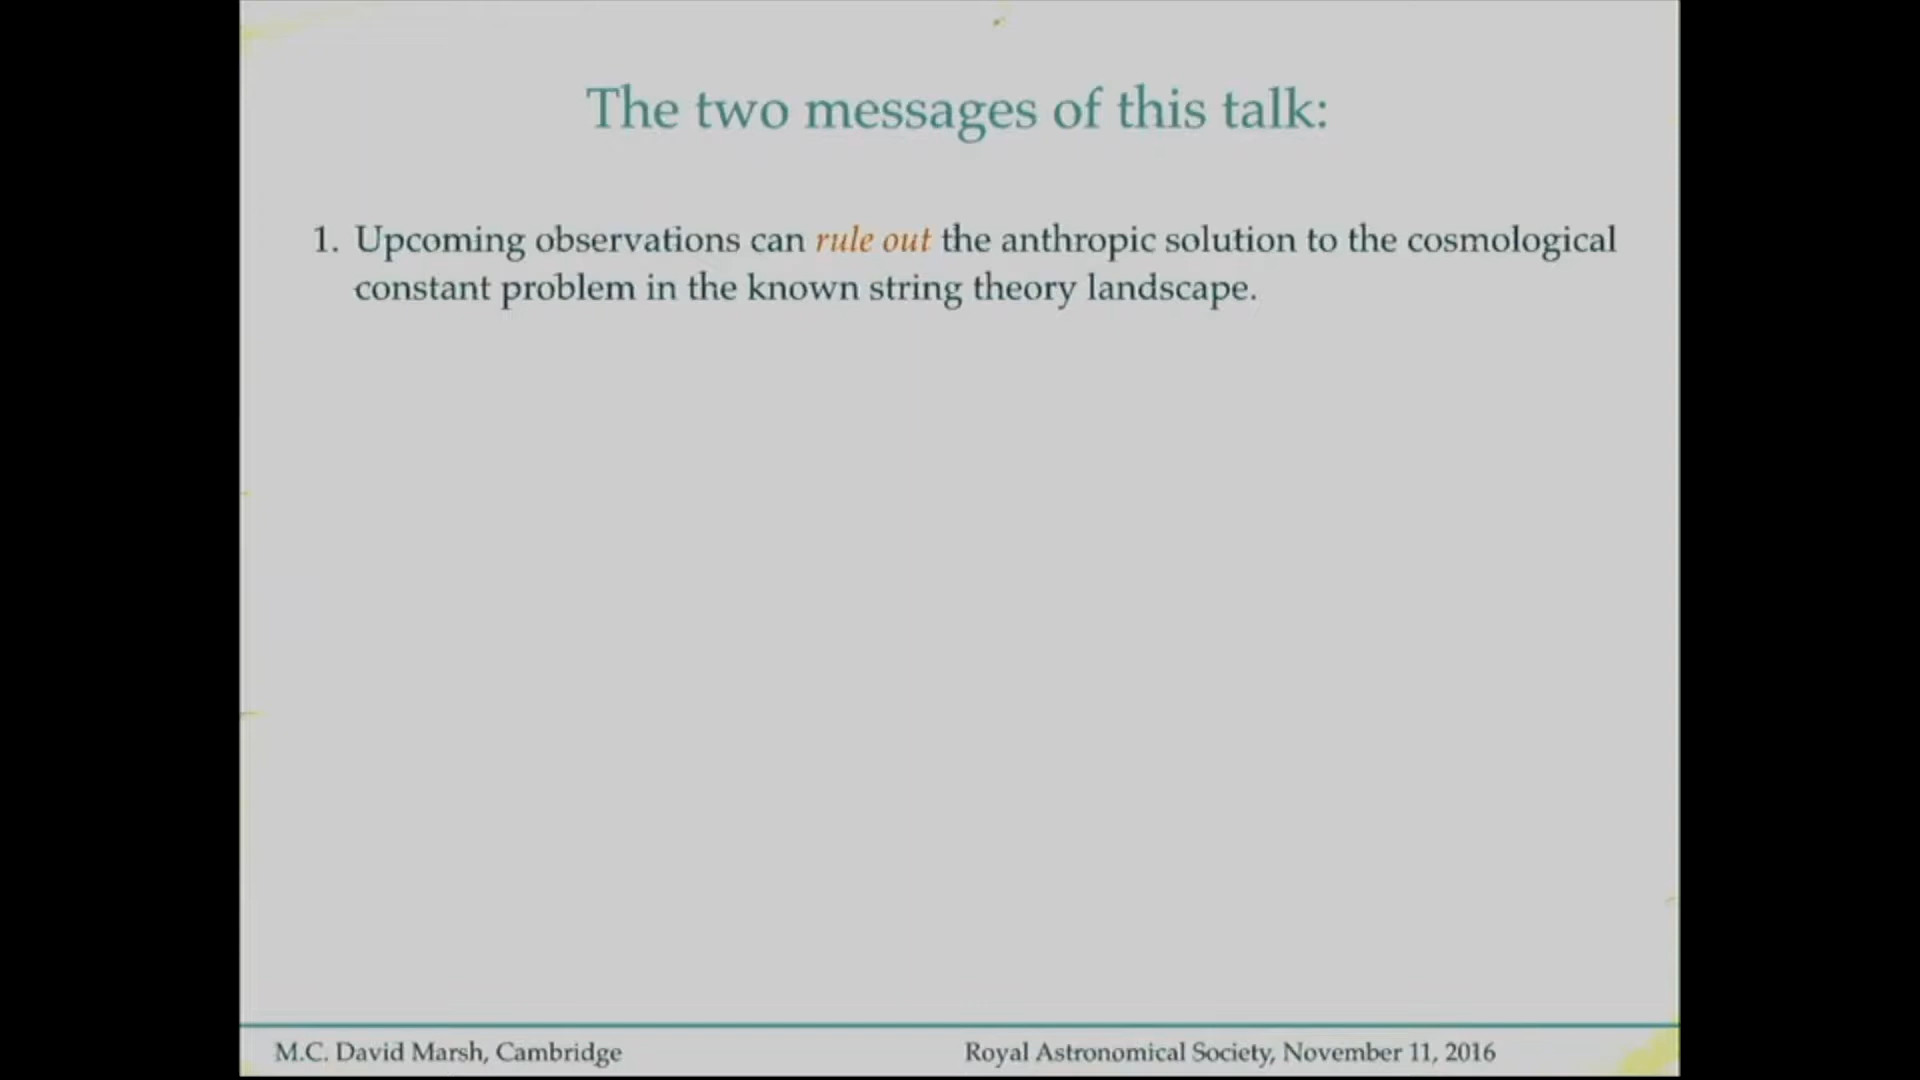 The two messages of this talk:
1. Upcoming observations can rule out the anthropic solution to the cosmological
constant problem in the known string theory landscape.
M.C. David Marsh, Cambridge
Royal Astronomical Society, November 11, 2016